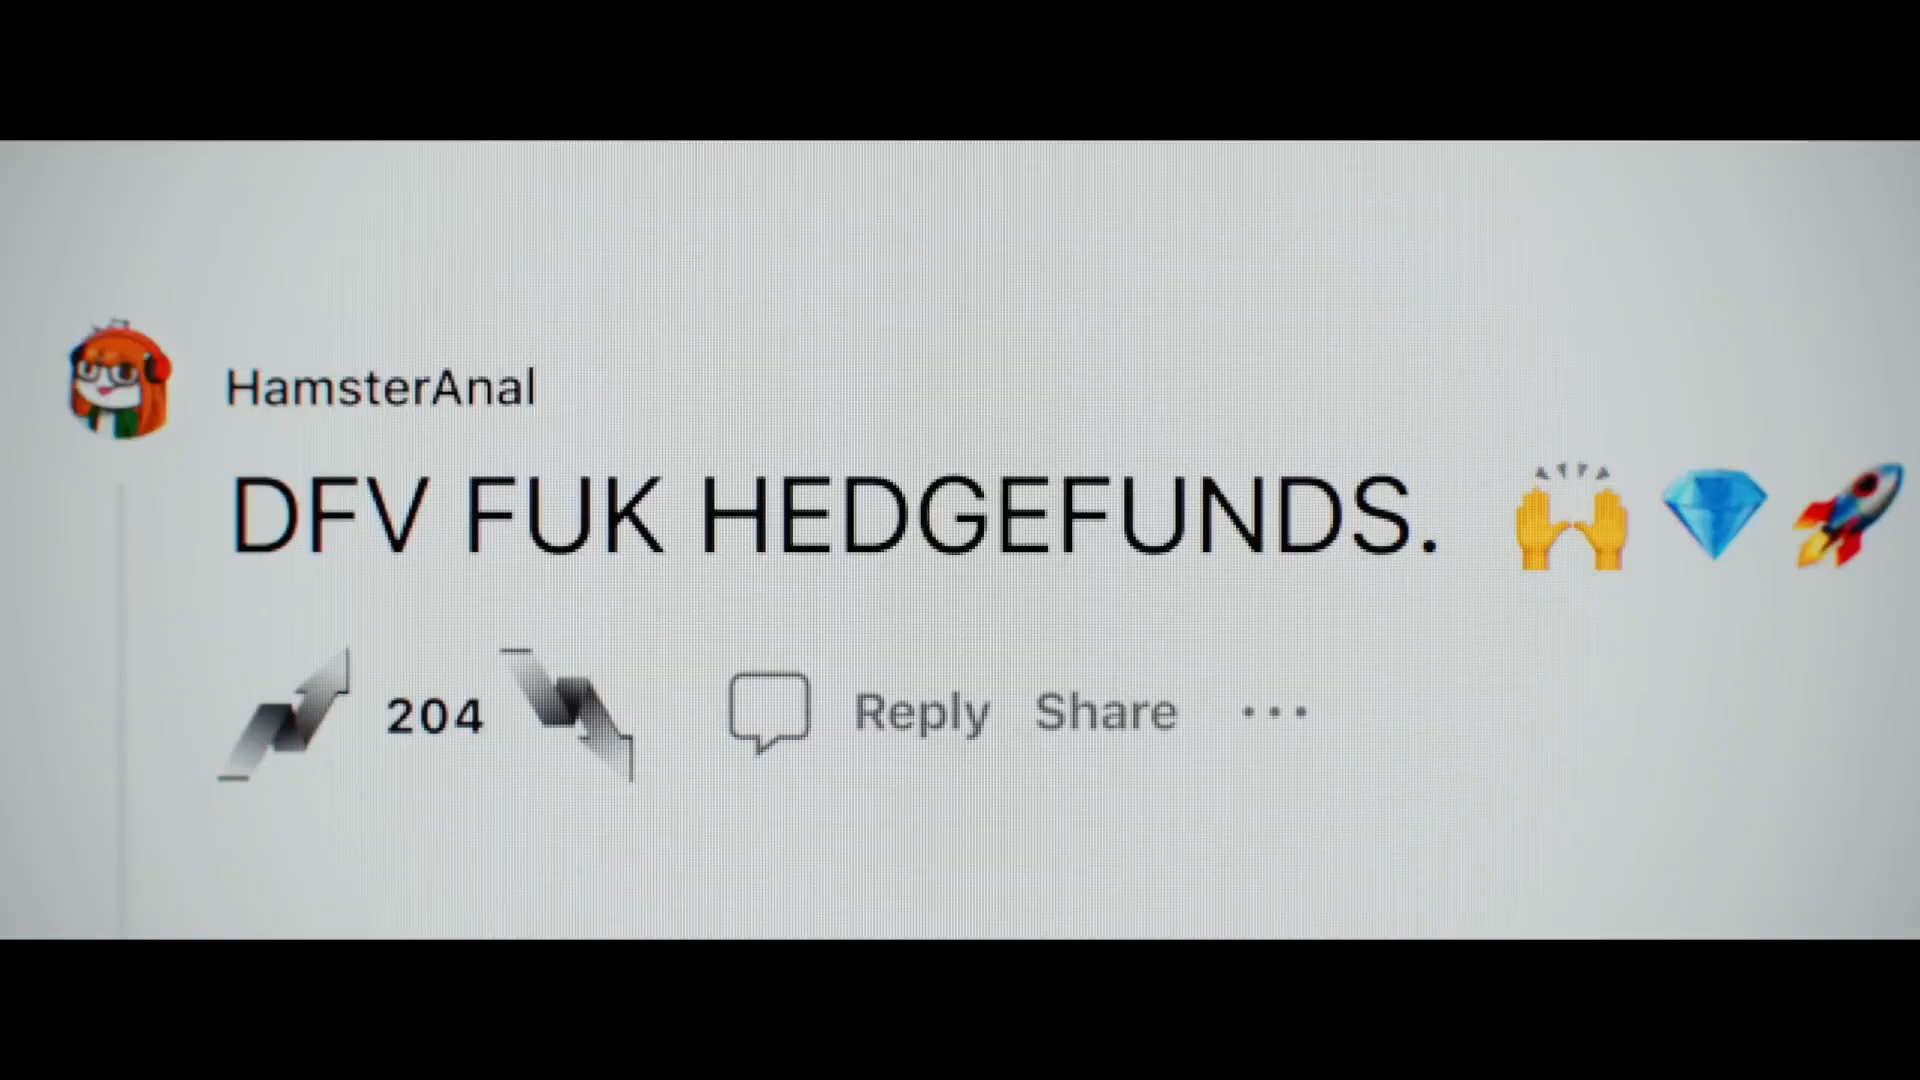 HamsterAnal
DFV FUK HEDGEFUNDS. 🙌 💎 🚀
204 Reply Share ...